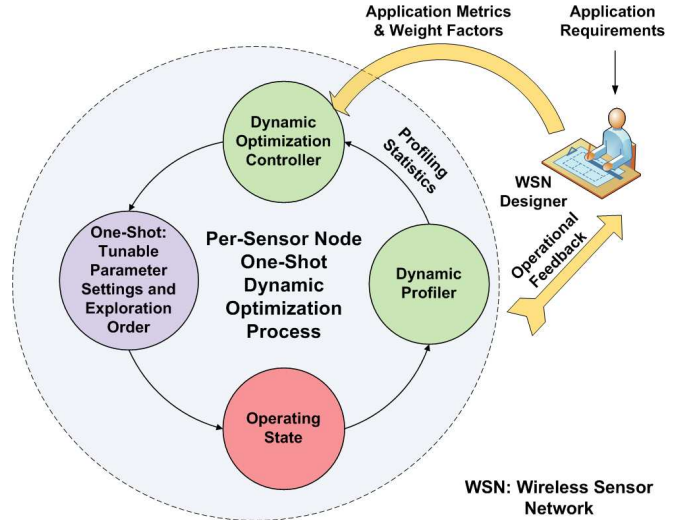 Application Metrics
& Weight Factors
Application
Requirements
Dynamic
Optimization
Controller
Profiling
Statistics
WSN
Designer
One-Shot:
Tunable
Parameter
Settings and
Exploration
Order
Per-Sensor Node
One-Shot
Dynamic
Optimization
Process
Dynamic
Profiler
Operational
Feedback
Operating
State
WSN: Wireless Sensor
Network